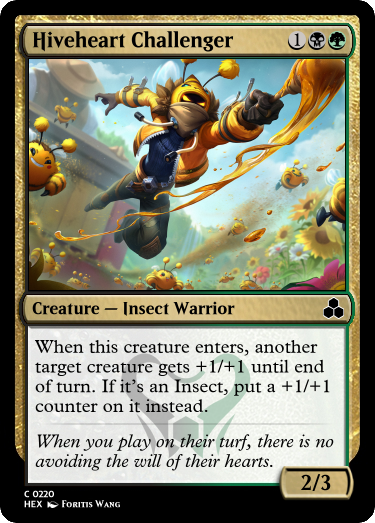 Hiveheart Challenger 1
Creature — Insect Warrior
When this creature enters, another
target creature gets +1/+1 until end
of turn. If it's an Insect, put a +1/+1
counter on it instead.
When you play on their turf, there is no
avoiding the will of their hearts.
2/3
C 0220
HEX Foritis Wang